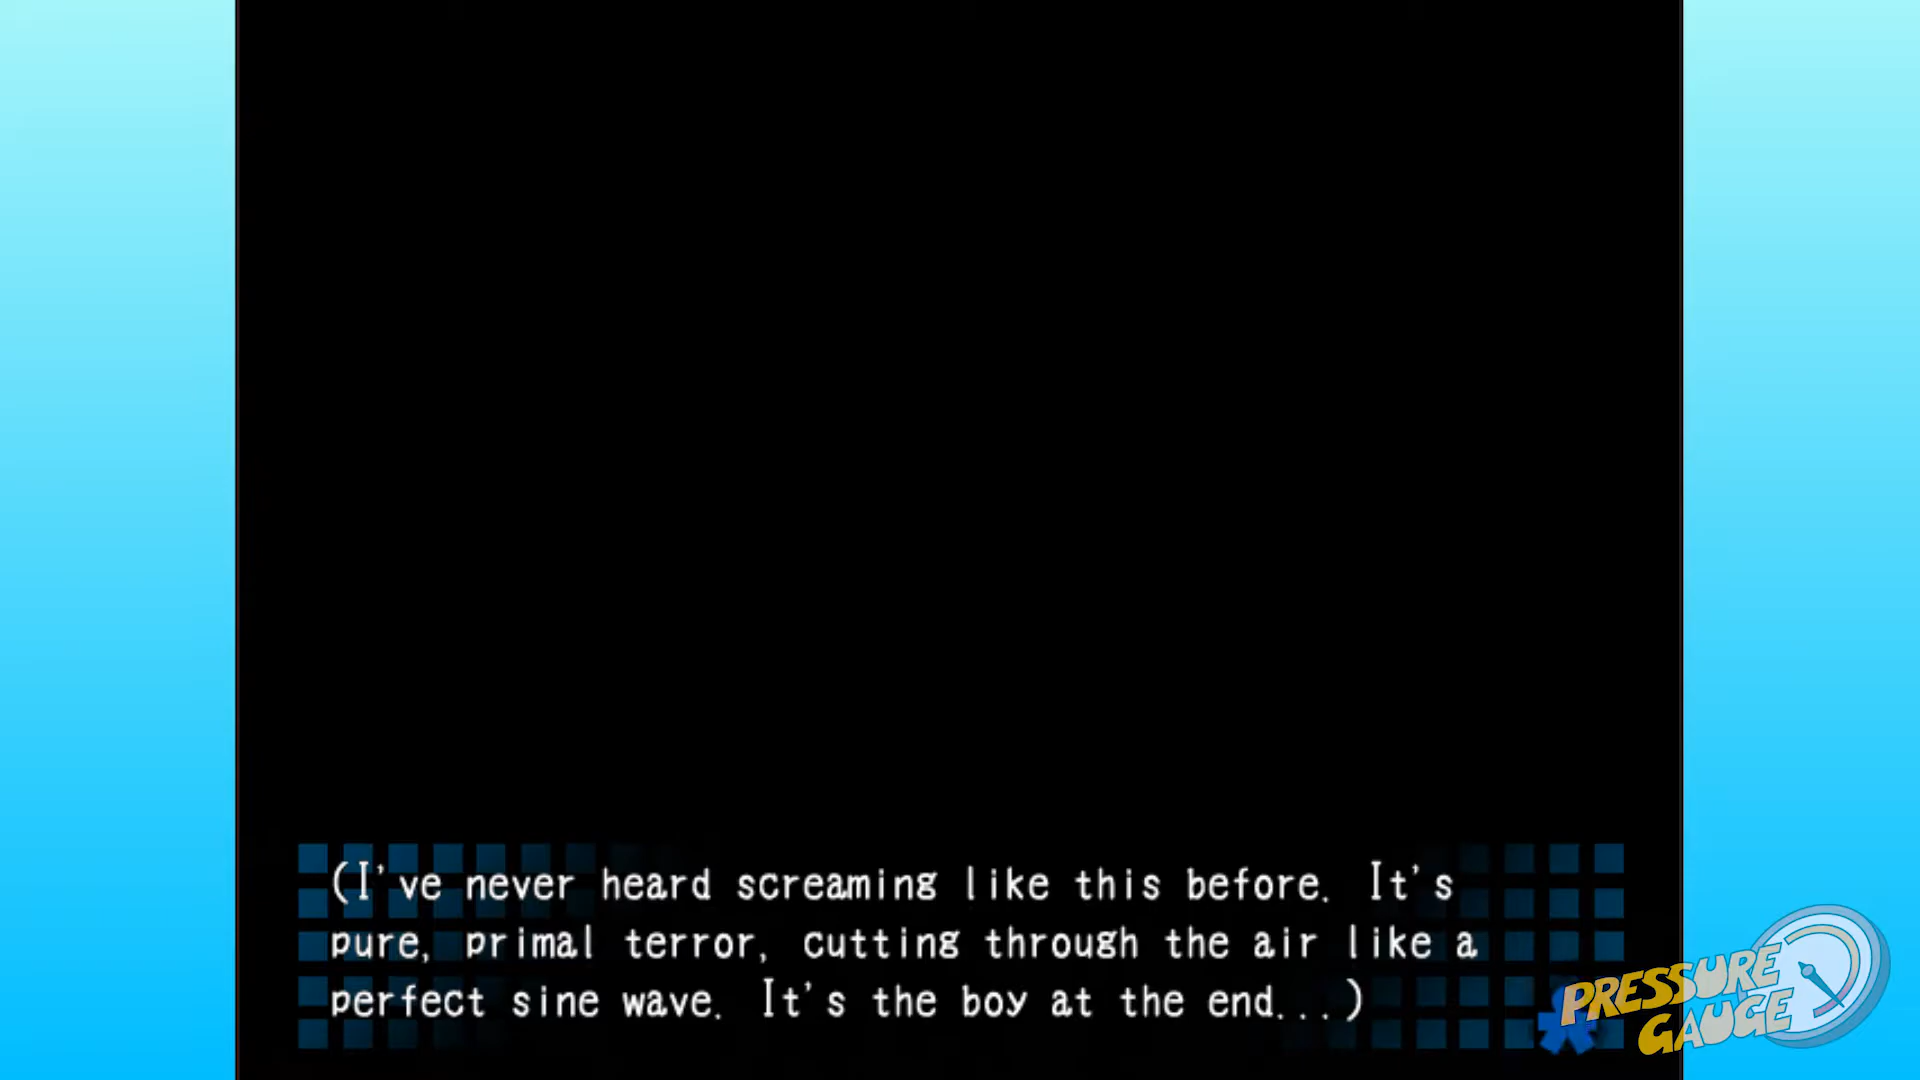 (I've never heard screaming like this before. It's
pure, primal terror, cutting through the air like a
perfect sine wave. It's the boy at the end...)
PRESSURE
GAUGE